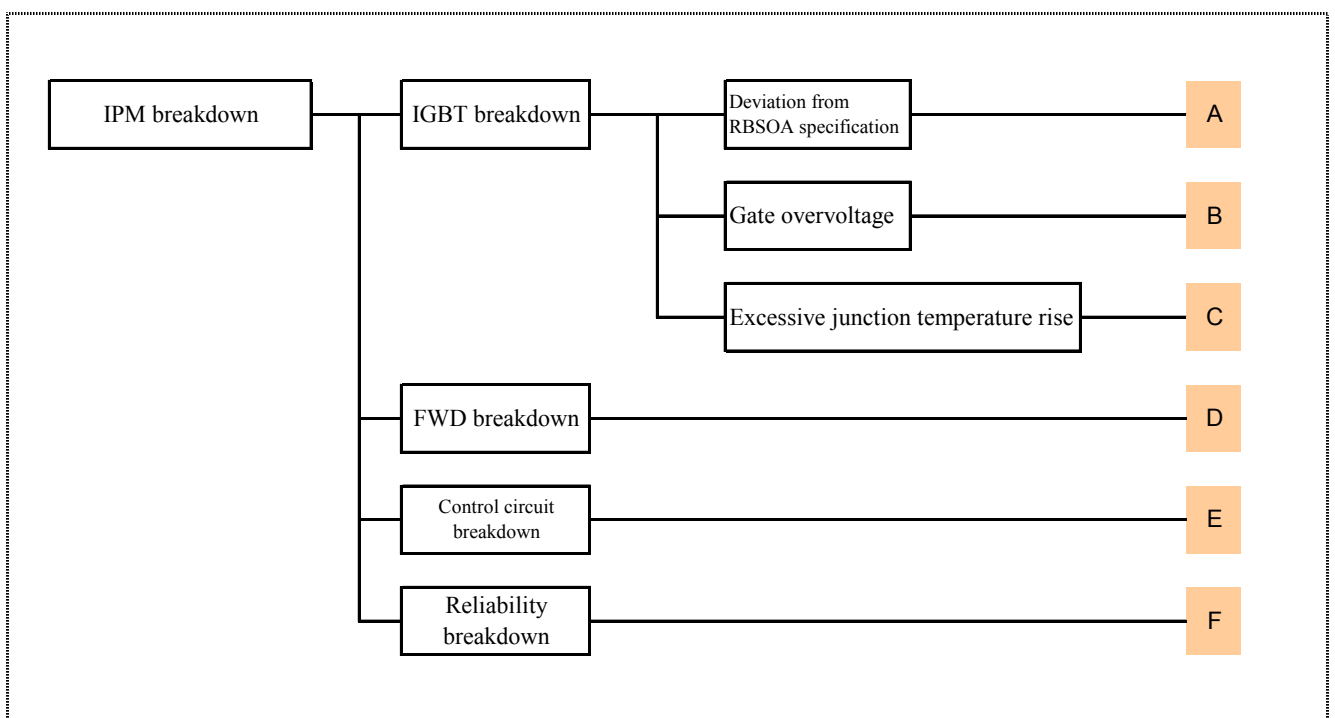 IPM breakdown
IGBT breakdown
Deviation from
RBSOA specification
A
Gate overvoltage
B
Excessive junction temperature rise
C
FWD breakdown
D
Control circuit
breakdown
E
Reliability
breakdown
F